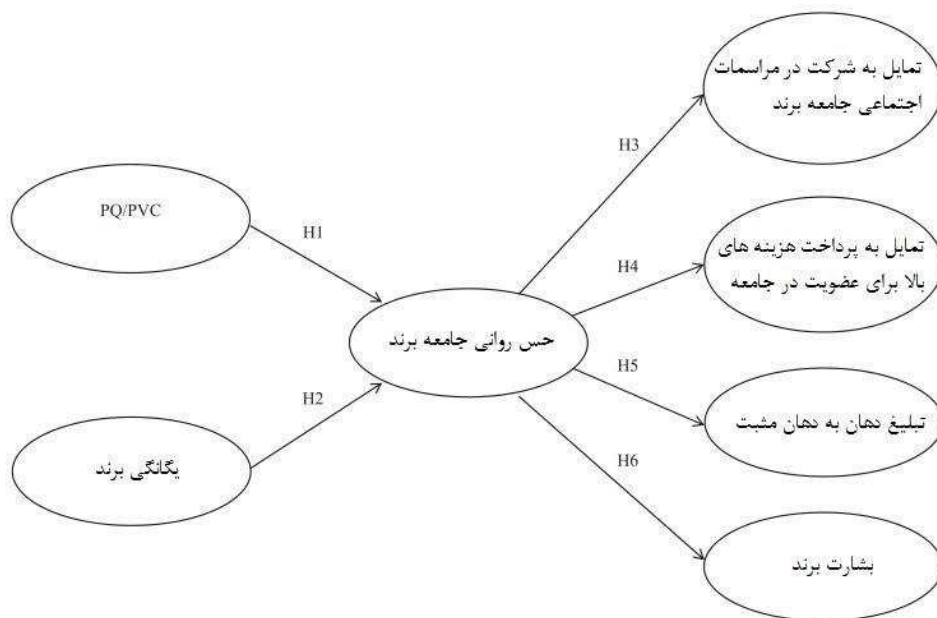 تمایل به شرکت در مراسمات
اجتماعی جامعه برند
H3
PQ/PVC
H1
تمایل به پرداخت هزینه های
بالا برای عضویت در جامعه
H4
حس روانی جامعه برند
H5
H2
تبلیغ دهان به دهان مثبت
یگانگی برند
H6
بشارت برند